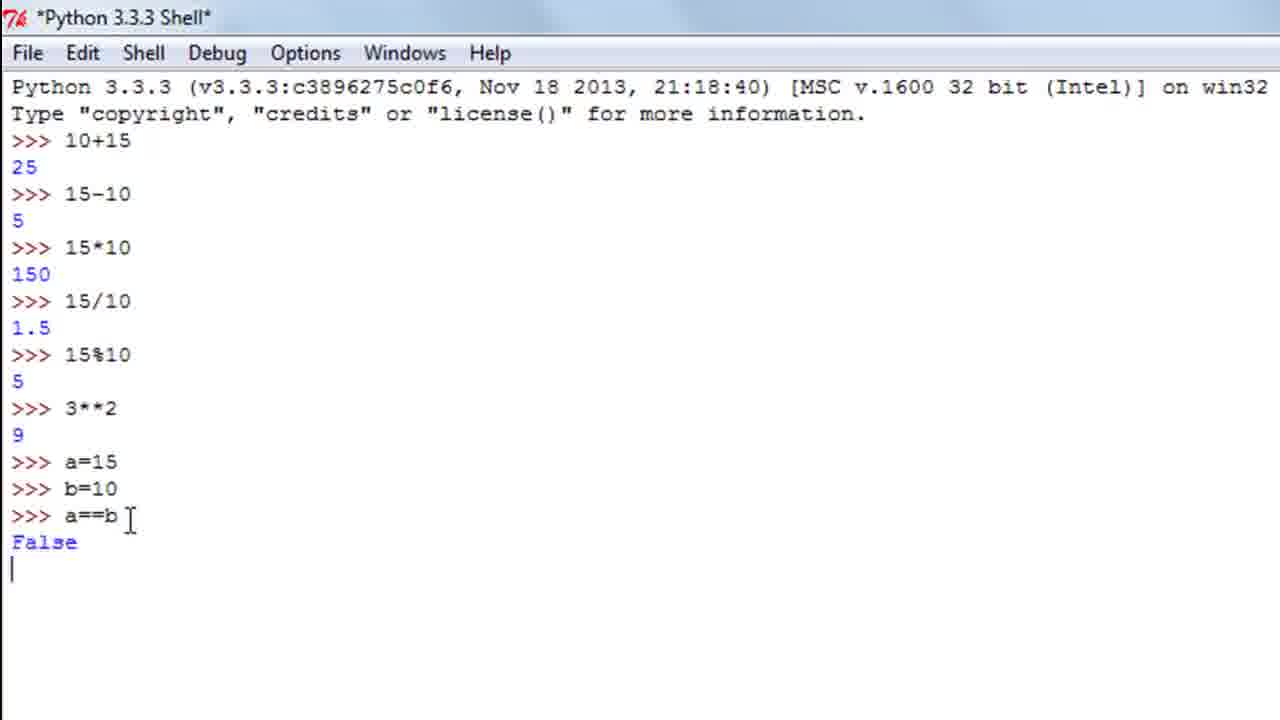 *Python 3.3.3 Shell*
File Edit Shell Debug Options Windows Help
Python 3.3.3 (v3.3.3:c3896275c0f6, Nov 18 2013, 21:18:40) [MSC v.1600 32 bit (Intel)] on win32
Type "copyright", "credits" or "license()" for more information.
>>> 10+15
25
>>> 15-10
5
>>> 15*10
150
>>> 15/10
1.5
>>> 15%10
5
>>> 3**2
9
>>> a=15
>>> b=10
>>> a==b
False